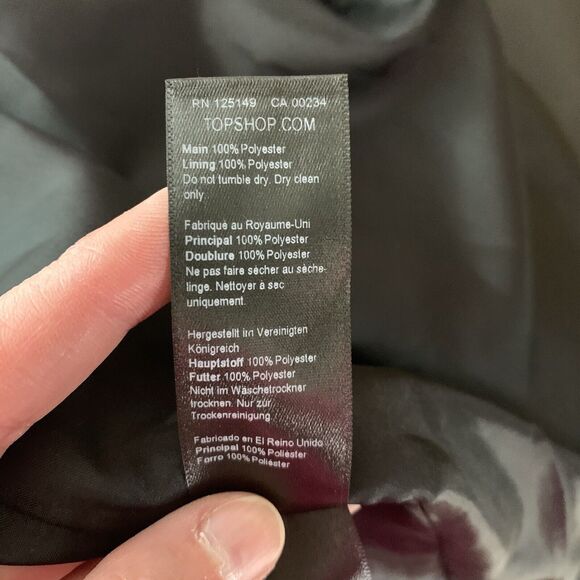 RN 125149 CA 00234
TOPSHOP.COM
Main 100% Polyester
Lining 100% Polyester
Do not tumble dry. Dry clean
only.
Fabriqué au Royaume-Uni
Principal 100% Polyester
Doublure 100% Polyester
Ne pas faire sécher au sèche-
linge. Nettoyer à sec
uniquement.
Hergestellt im Vereinigten
Königreich
Hauptstoff 100% Polyester
Futter 100% Polyester
Nicht im Wäschetrockner
trocknen. Nur zur
Trockenreinigung
Fabricado en El Reino Unido
Principal 100% Poliéster
Forro 100% Poliéster